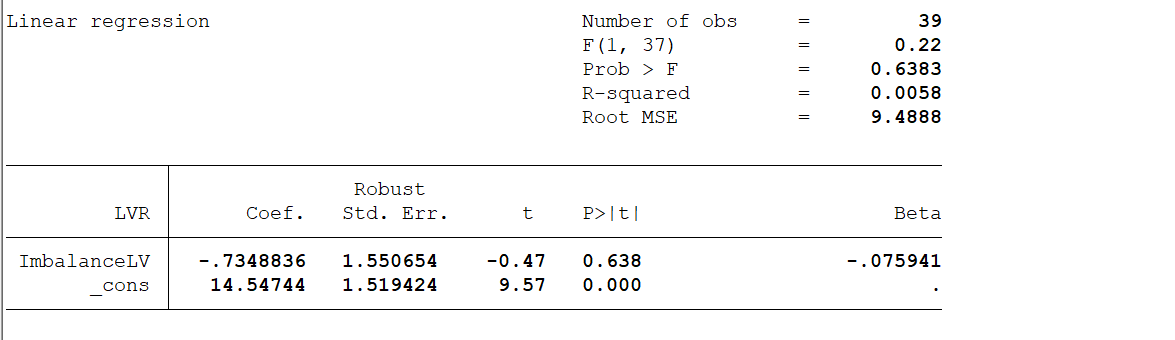 Linear regression Number of obs = 39
F(1, 37) = 0.22
Prob > F = 0.6383
R-squared = 0.0058
Root MSE = 9.4888
Robust
LVR Coef. Std. Err. t P>|t| Beta
ImbalanceLV -.7348836 1.550654 -0.47 0.638 -.075941
_cons 14.54744 1.519424 9.57 0.000 .